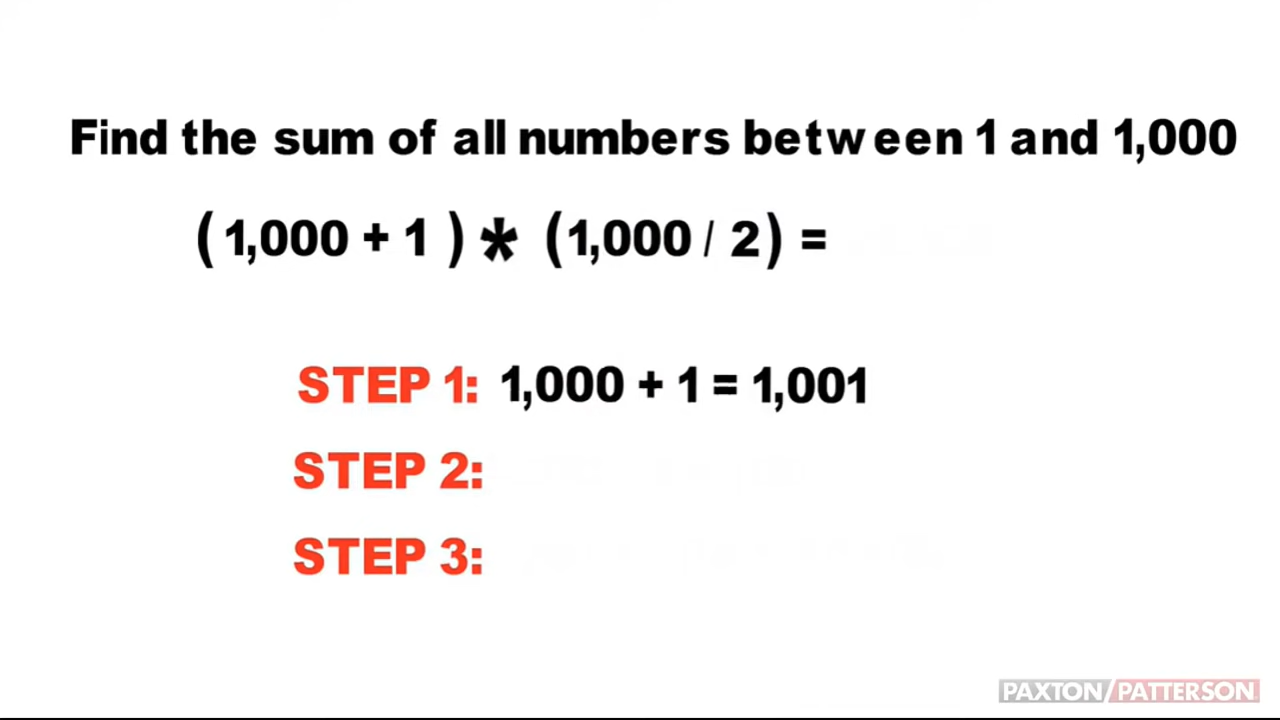 Find the sum of all numbers between 1 and 1,000
(1,000 + 1) * (1,000 / 2) =
STEP 1: 1,000 + 1 = 1,001
STEP 2:
STEP 3:
PAXTON/PATTERSON